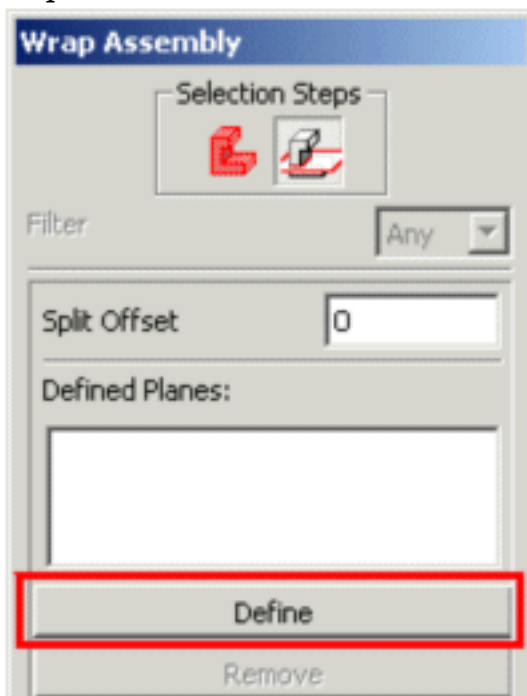 Wrap Assembly
Selection Steps
Filter Any
Split Offset 0
Defined Planes:
Define
Remove